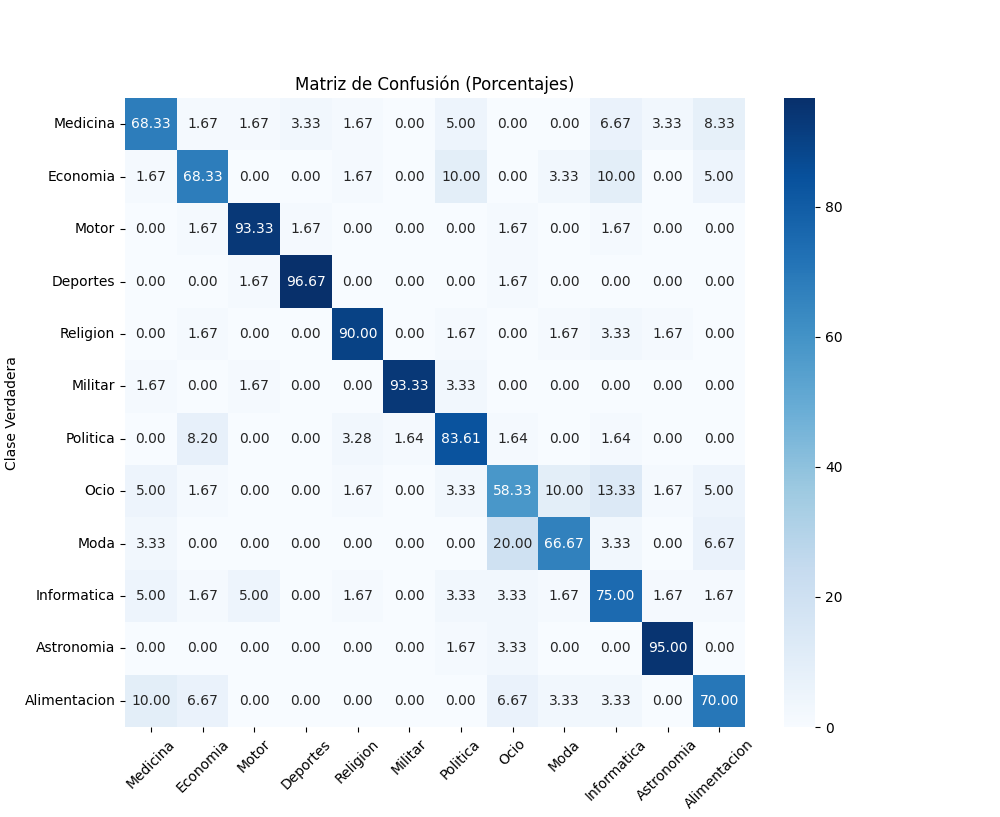 Matriz de Confusión (Porcentajes)
Clase Verdadera
Medicina 68.33 1.67 1.67 3.33 1.67 0.00 5.00 0.00 0.00 6.67 3.33 8.33
Economia 1.67 68.33 0.00 0.00 1.67 0.00 10.00 0.00 3.33 10.00 0.00 5.00
Motor 0.00 1.67 93.33 1.67 0.00 0.00 0.00 1.67 0.00 1.67 0.00 0.00
Deportes 0.00 0.00 1.67 96.67 0.00 0.00 0.00 1.67 0.00 0.00 0.00 0.00
Religion 0.00 1.67 0.00 0.00 90.00 0.00 1.67 0.00 1.67 3.33 1.67 0.00
Militar 1.67 0.00 1.67 0.00 0.00 93.33 3.33 0.00 0.00 0.00 0.00 0.00
Politica 0.00 8.20 0.00 0.00 3.28 1.64 83.61 1.64 0.00 1.64 0.00 0.00
Ocio 5.00 1.67 0.00 0.00 1.67 0.00 3.33 58.33 10.00 13.33 1.67 5.00
Moda 3.33 0.00 0.00 0.00 0.00 0.00 0.00 20.00 66.67 3.33 0.00 6.67
Informatica 5.00 1.67 5.00 0.00 1.67 0.00 3.33 3.33 1.67 75.00 1.67 1.67
Astronomia 0.00 0.00 0.00 0.00 0.00 0.00 1.67 3.33 0.00 0.00 95.00 0.00
Alimentacion 10.00 6.67 0.00 0.00 0.00 0.00 0.00 6.67 3.33 3.33 0.00 70.00
Medicina Economia Motor Deportes Religion Militar Politica Ocio Moda Informatica Astronomia Alimentacion
80
60
40
20
0